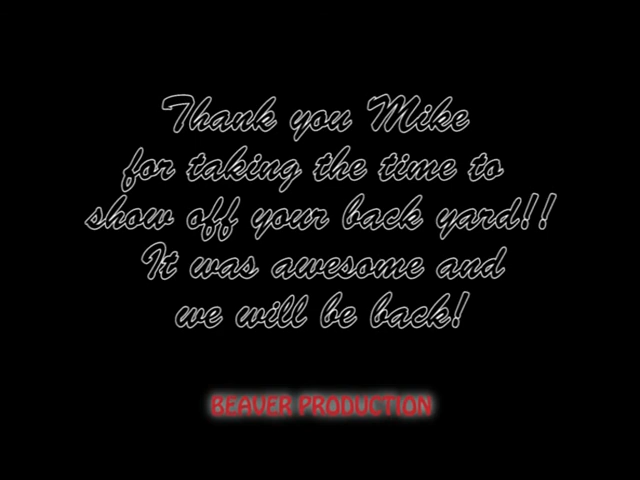 Thank you Mike
for taking the time to
show off your back yard!!
It was awesome and
we will be back!
BEAVER PRODUCTION